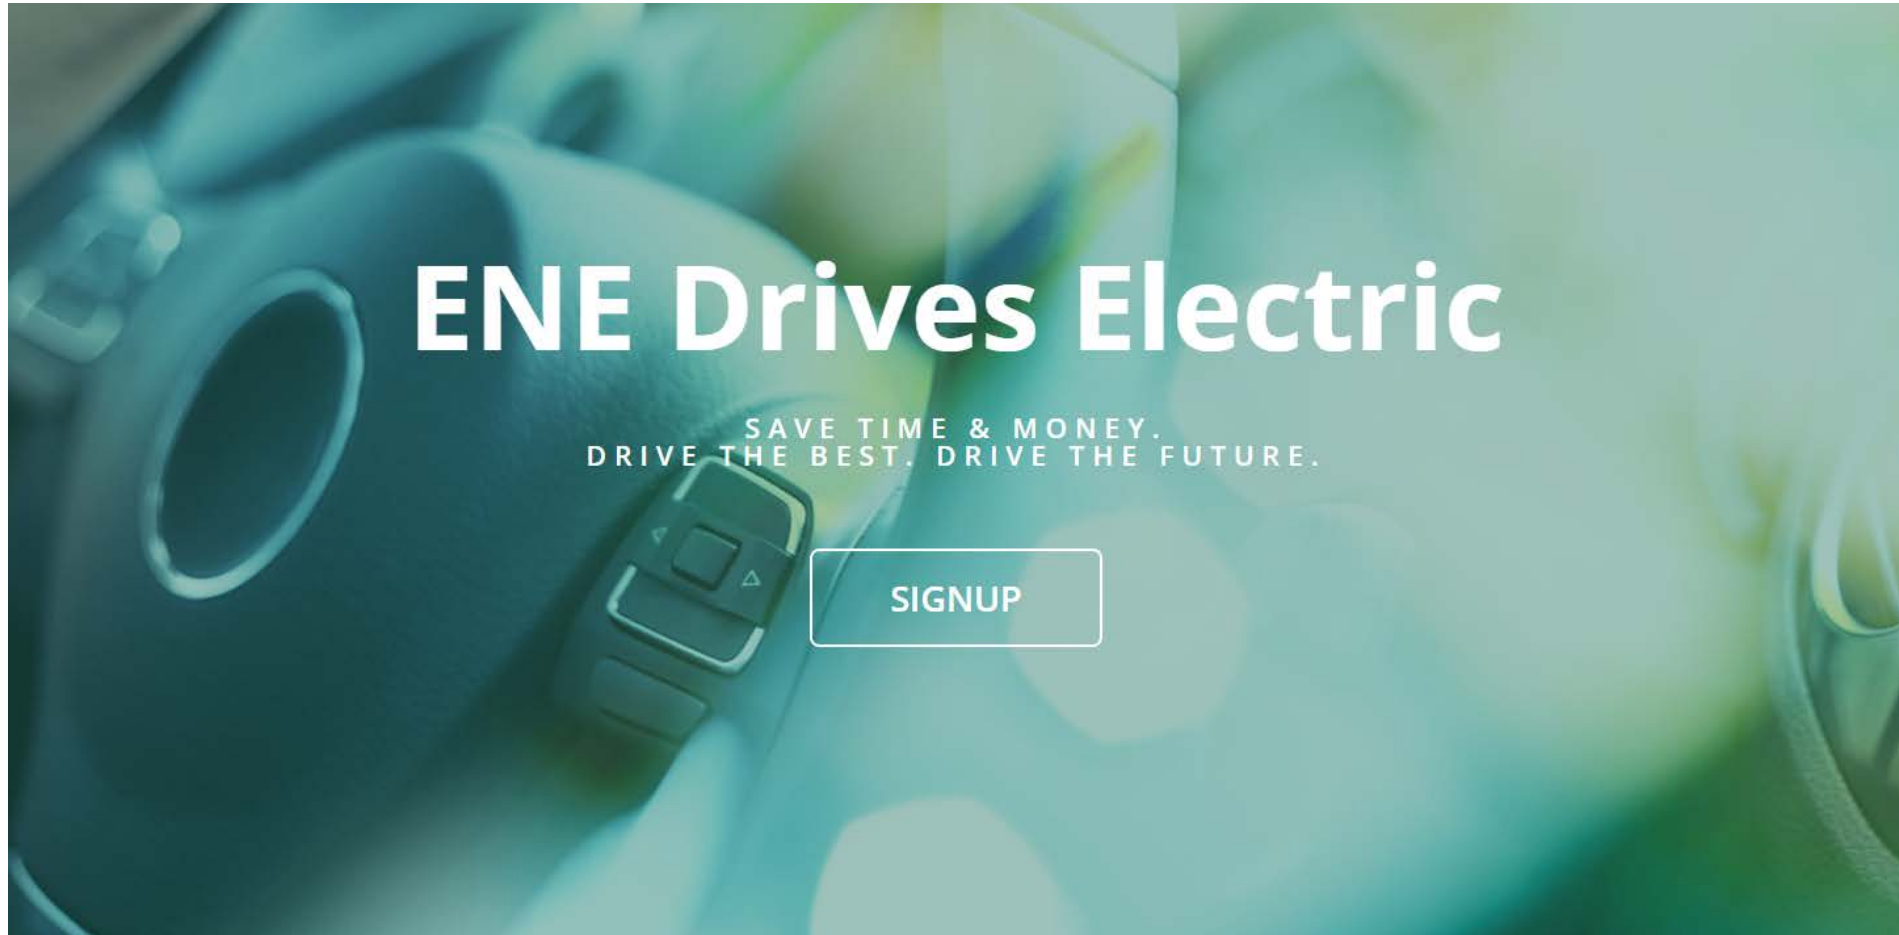 ENE Drives Electric
SAVE TIME & MONEY.
DRIVE THE BEST. DRIVE THE FUTURE.
SIGNUP